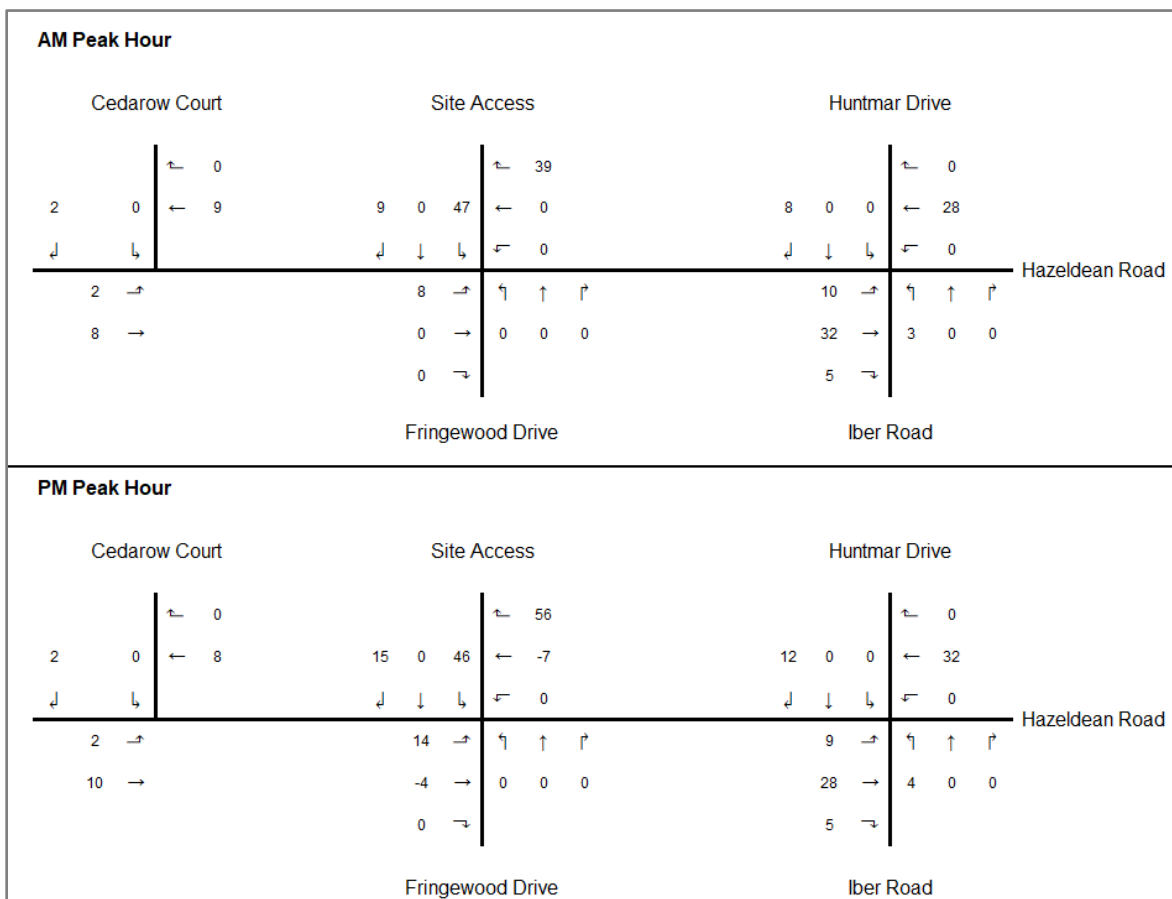 AM Peak Hour
Cedarow Court Site Access Huntmar Drive
↰ 0 ↰ 39 ↰ 0
2 0 ← 9 9 0 47 ← 0 8 0 0 ← 28
↲ ↳ ↲ ↓ ↳ ↰ 0 ↲ ↓ ↳ ↰ 0
Hazeldean Road
2 ⬏ 8 ⬏ ↰ ↑ ↱ 10 ⬏ ↰ ↑ ↱
8 → 0 → 0 0 0 32 → 3 0 0
0 ⬎ 5 ⬎
Fringewood Drive Iber Road
PM Peak Hour
Cedarow Court Site Access Huntmar Drive
↰ 0 ↰ 56 ↰ 0
2 0 ← 8 15 0 46 ← -7 12 0 0 ← 32
↲ ↳ ↲ ↓ ↳ ↰ 0 ↲ ↓ ↳ ↰ 0
Hazeldean Road
2 ⬏ 14 ⬏ ↰ ↑ ↱ 9 ⬏ ↰ ↑ ↱
10 → -4 → 0 0 0 28 → 4 0 0
0 ⬎ 5 ⬎
Fringewood Drive Iber Road